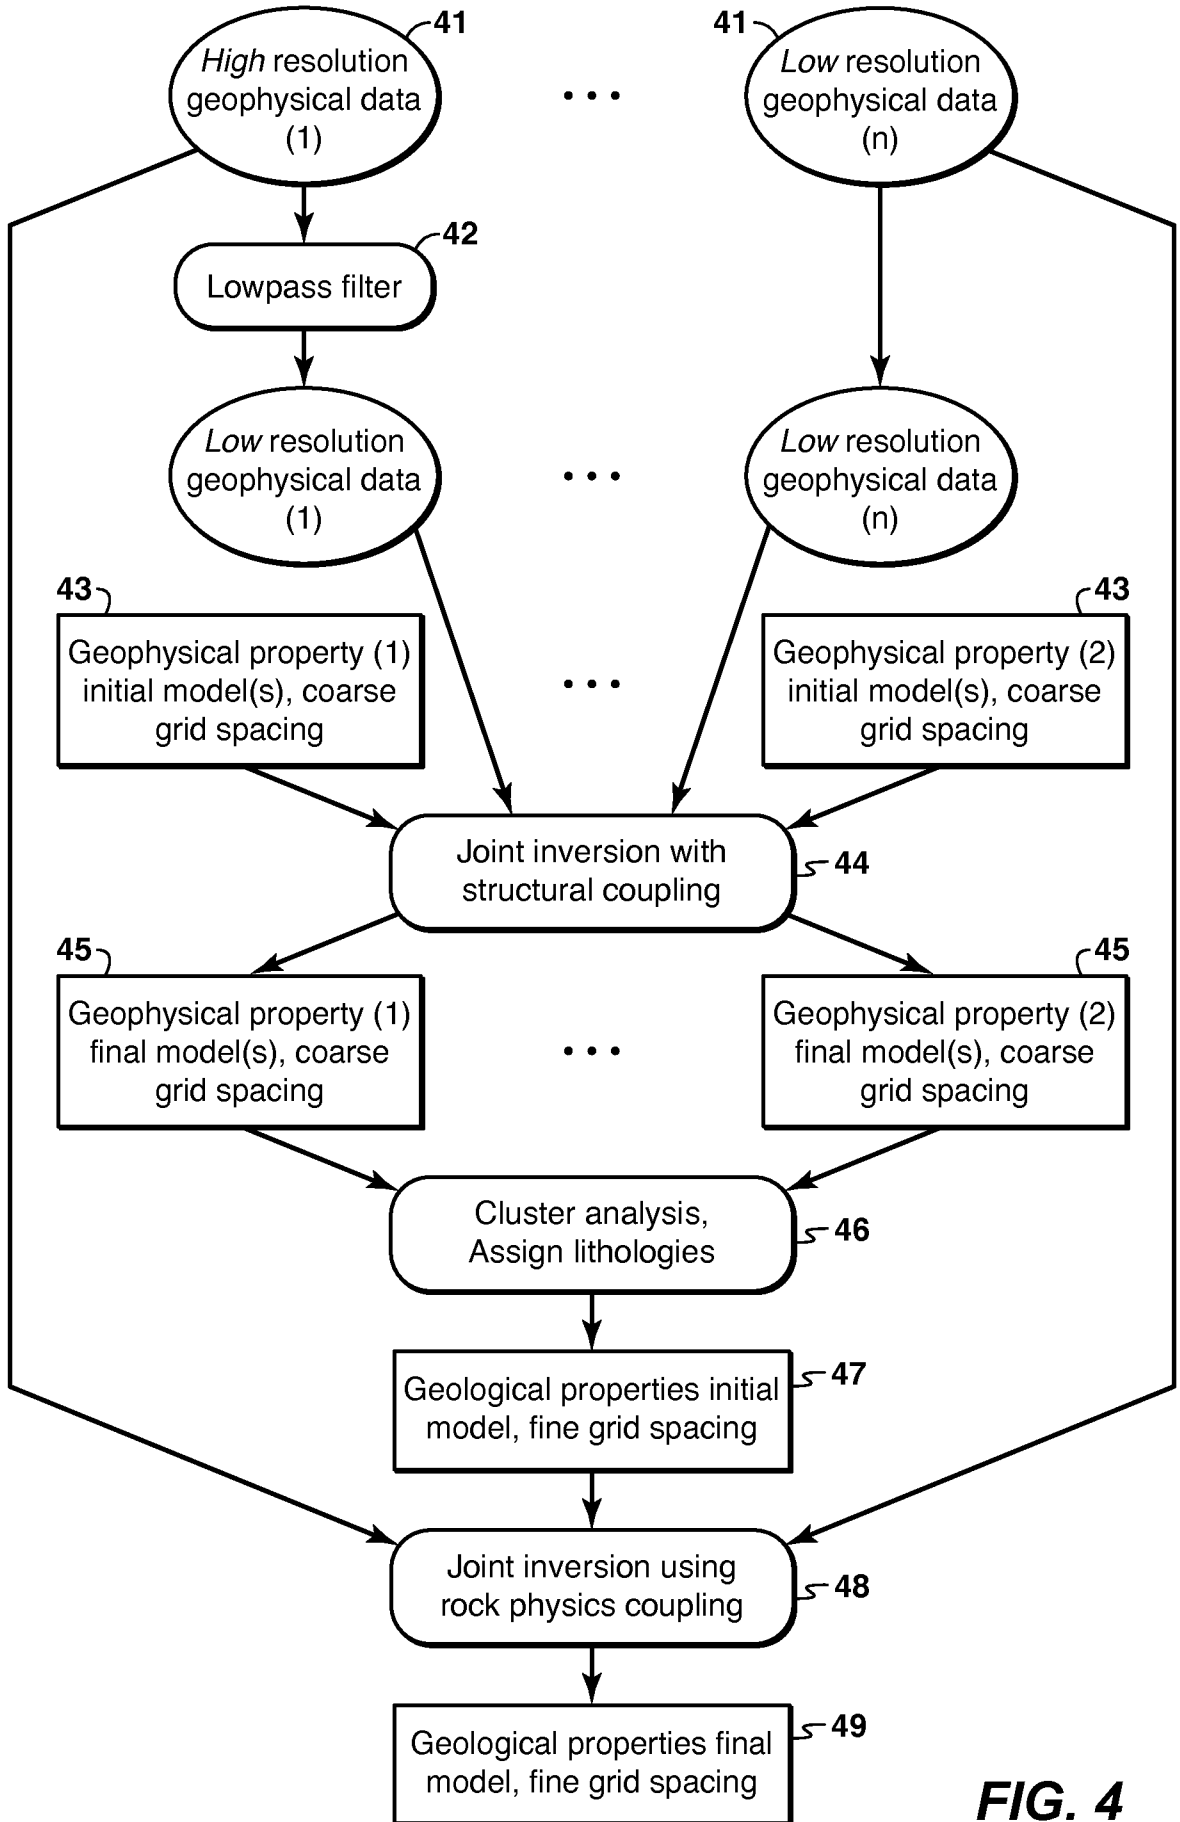 41
41
High resolution
geophysical data
(1)
Low resolution
geophysical data
(n)
42
Lowpass filter
Low resolution
geophysical data
(1)
Low resolution
geophysical data
(n)
43
43
Geophysical property (1)
initial model(s), coarse
grid spacing
Geophysical property (2)
initial model(s), coarse
grid spacing
Joint inversion with
structural coupling
44
45
45
Geophysical property (1)
final model(s), coarse
grid spacing
Geophysical property (2)
final model(s), coarse
grid spacing
Cluster analysis,
Assign lithologies
46
Geological properties initial
model, fine grid spacing
47
Joint inversion using
rock physics coupling
48
Geological properties final
model, fine grid spacing
49
FIG. 4